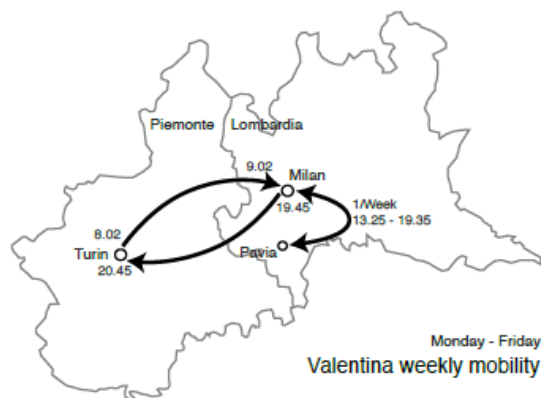 Piemonte
Lombardia
9.02
Milan
19.45
1/Week
13.25 - 19.35
8.02
Turin
20.45
Pavia
Monday - Friday
Valentina weekly mobility